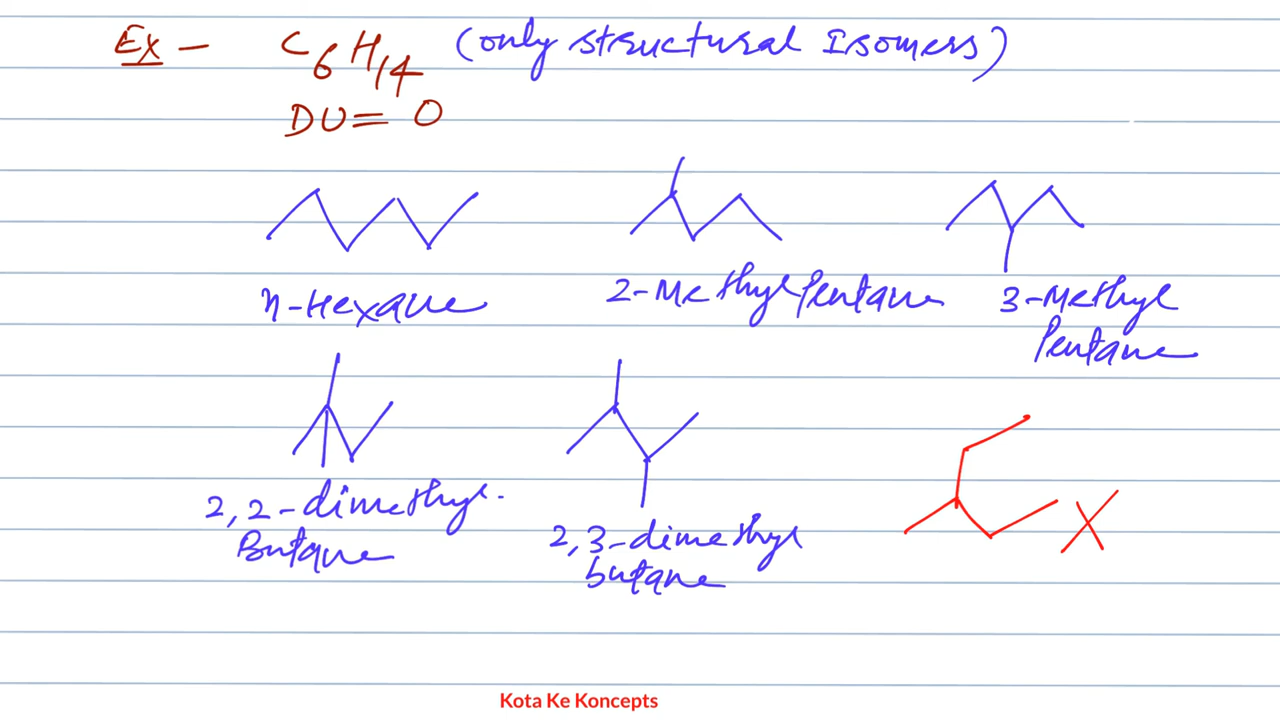 Ex - C6H14 (only structural Isomers)
DU = 0
n-Hexane
2-Methyl Pentane
3-Methyl
Pentane
2,2-dimethyl.
Butane
2,3-dimethyl
butane
X
Kota Ke Koncepts